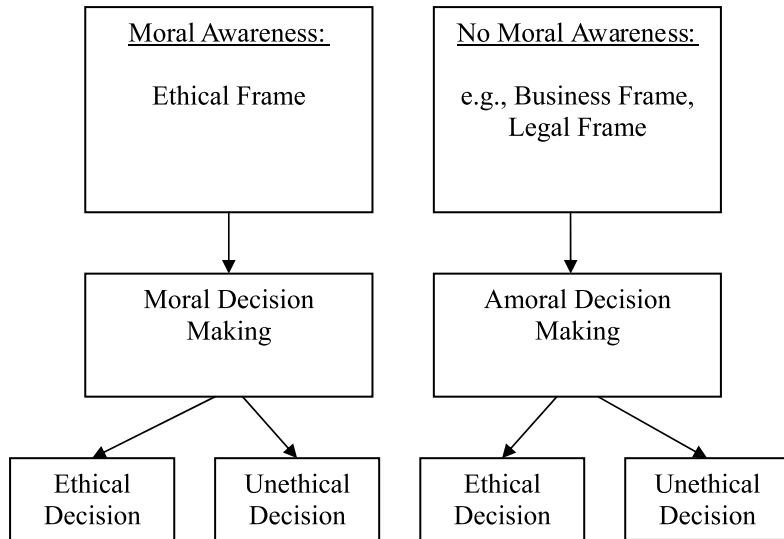 Moral Awareness:
Ethical Frame
No Moral Awareness:
e.g., Business Frame,
Legal Frame
Moral Decision
Making
Amoral Decision
Making
Ethical
Decision
Unethical
Decision
Ethical
Decision
Unethical
Decision